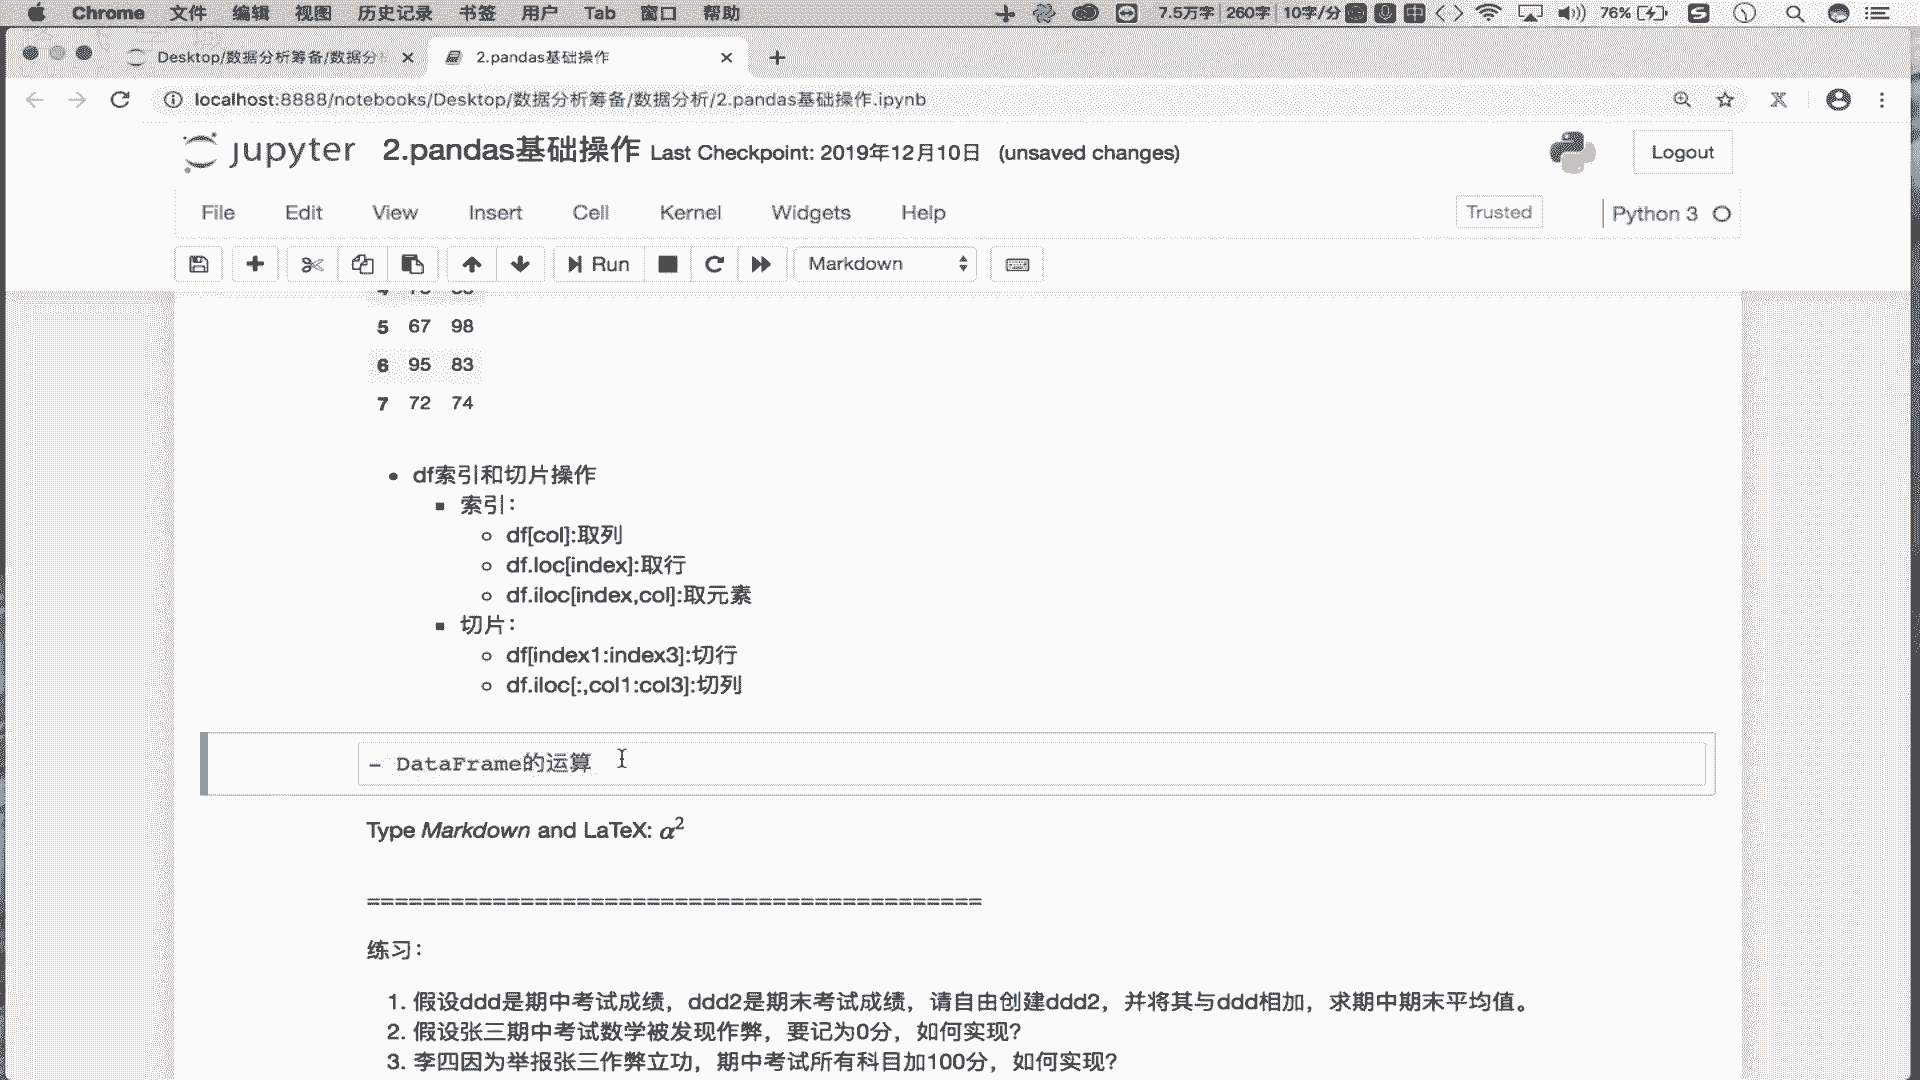 Chrome 文件 编辑 视图 历史记录 书签 用户 Tab 窗口 帮助 7.5万字 260字 10字/分 中 76%
Desktop/数据分析筹备/数据分 2.pandas基础操作
localhost:8888/notebooks/Desktop/数据分析筹备/数据分析/2.pandas基础操作.ipynb
jupyter 2.pandas基础操作 Last Checkpoint: 2019年12月10日 (unsaved changes) Logout
File Edit View Insert Cell Kernel Widgets Help Trusted Python 3
Run Markdown
5 67 98
6 95 83
7 72 74
df索引和切片操作
索引：
df[col]:取列
df.loc[index]:取行
df.iloc[index,col]:取元素
切片：
df[index1:index3]:切行
df.iloc[:,col1:col3]:切列
- DataFrame的运算
Type Markdown and LaTeX: α²
============================================
练习：
1. 假设ddd是期中考试成绩，ddd2是期末考试成绩，请自由创建ddd2，并将其与ddd相加，求期中期末平均值。
2. 假设张三期中考试数学被发现作弊，要记为0分，如何实现？
3. 李四因为举报张三作弊立功，期中考试所有科目加100分，如何实现？